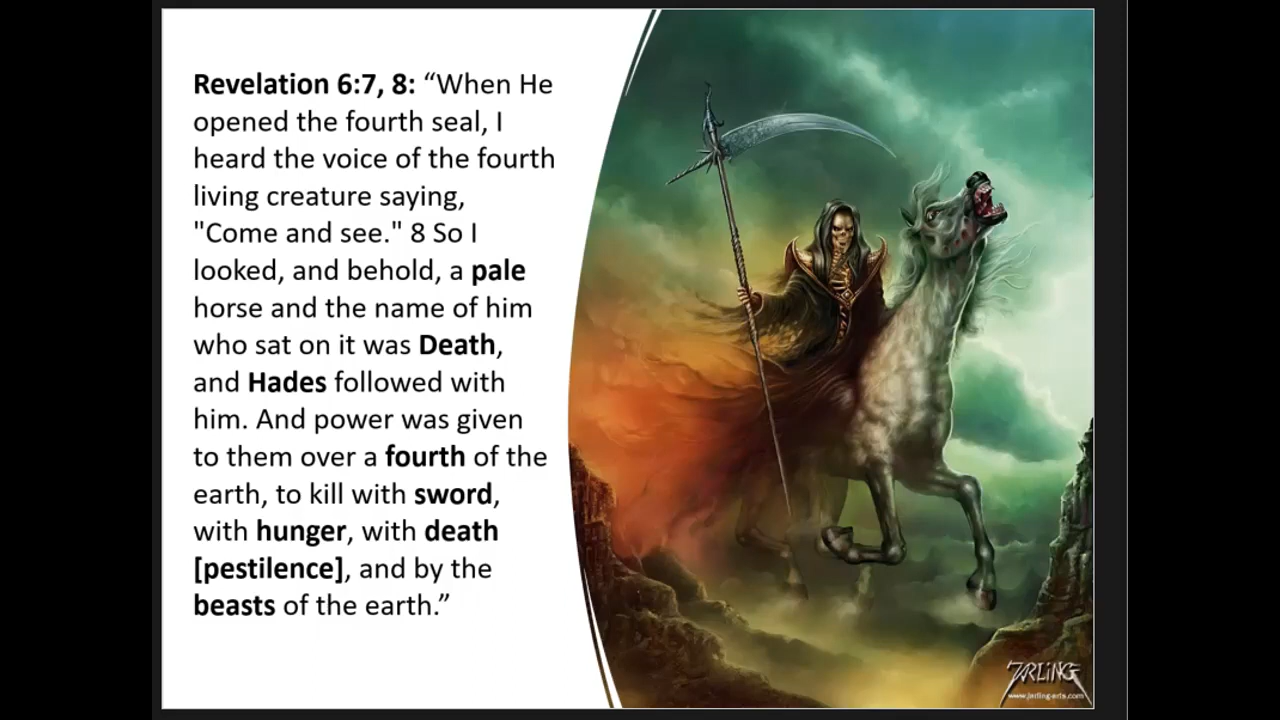 Revelation 6:7, 8: “When He
opened the fourth seal, I
heard the voice of the fourth
living creature saying,
"Come and see." 8 So I
looked, and behold, a pale
horse and the name of him
who sat on it was Death,
and Hades followed with
him. And power was given
to them over a fourth of the
earth, to kill with sword,
with hunger, with death
[pestilence], and by the
beasts of the earth.”
JARLING
www.jarling-arts.com